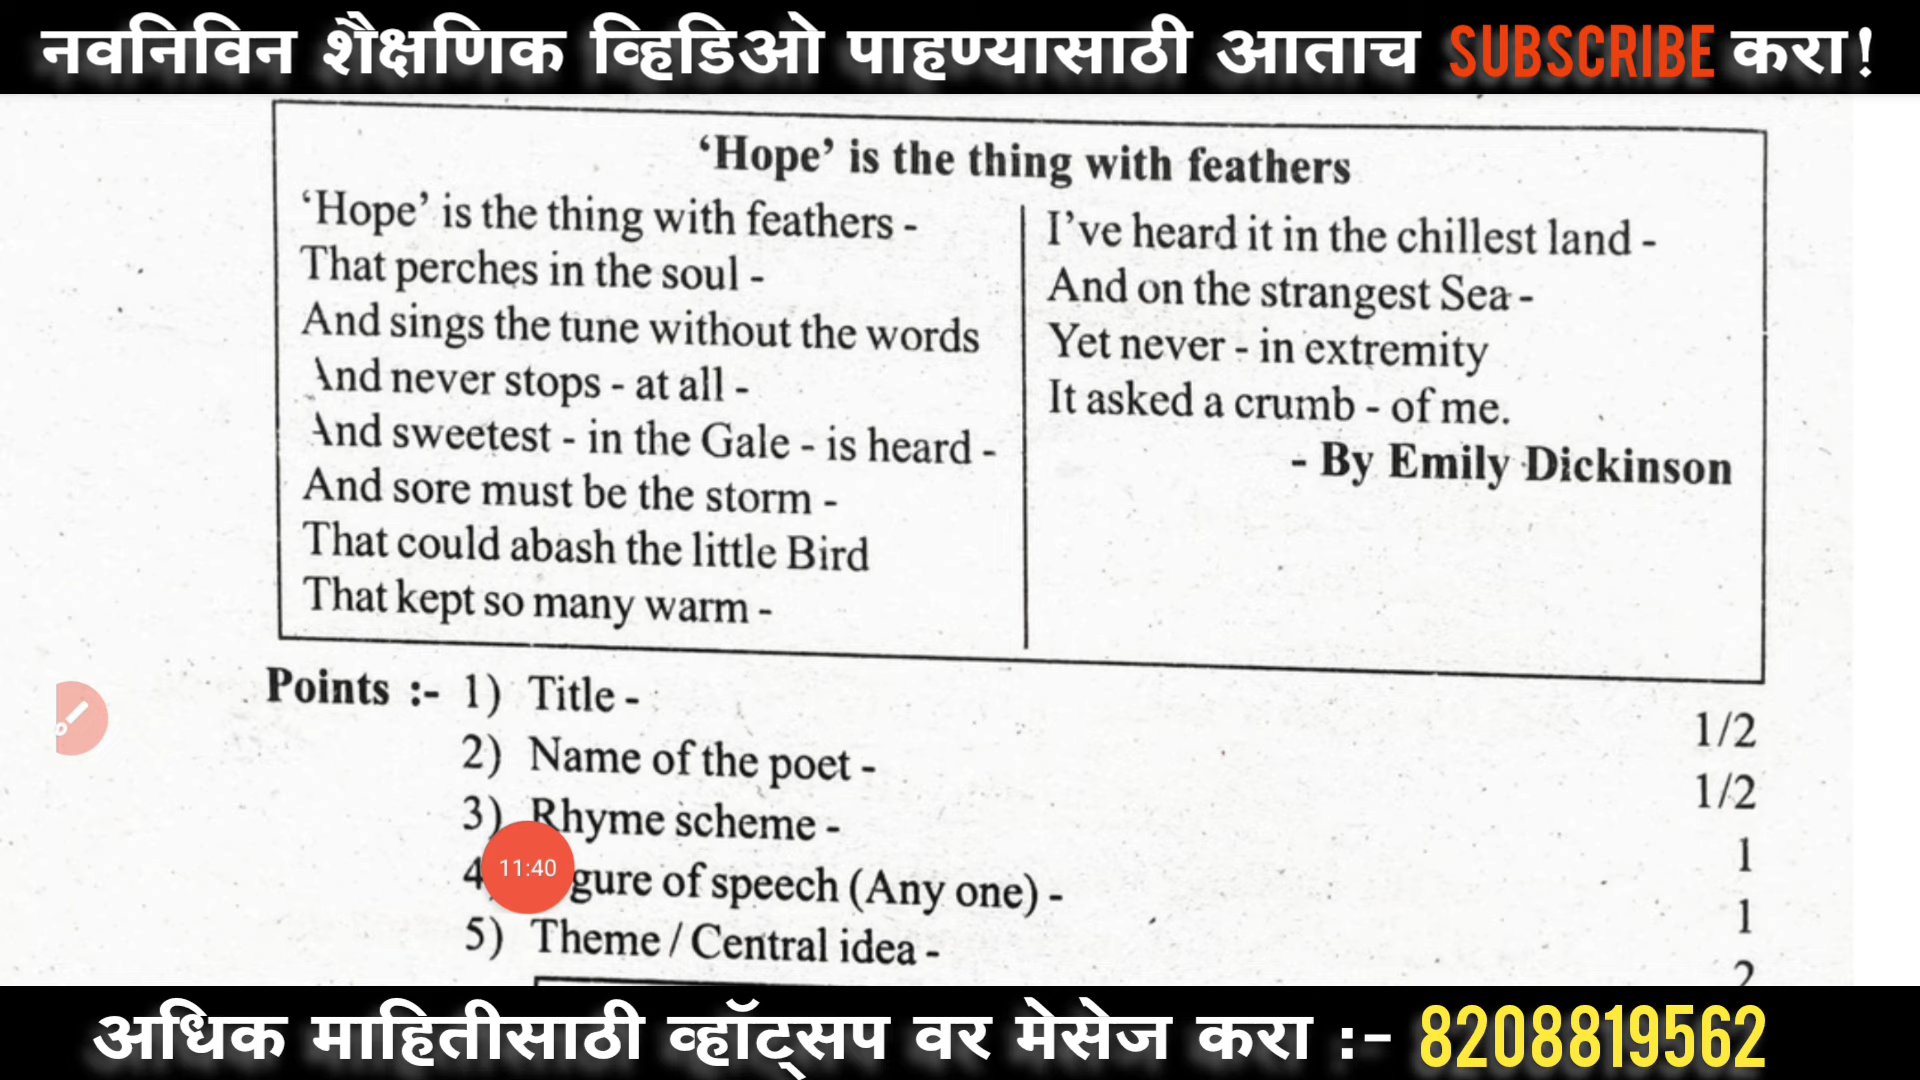 नवनिविन शैक्षणिक व्हिडिओ पाहण्यासाठी आताच SUBSCRIBE करा!
‘Hope’ is the thing with feathers
‘Hope’ is the thing with feathers -
That perches in the soul -
And sings the tune without the words
And never stops - at all -
And sweetest - in the Gale - is heard -
And sore must be the storm -
That could abash the little Bird
That kept so many warm -
I’ve heard it in the chillest land -
And on the strangest Sea -
Yet never - in extremity
It asked a crumb - of me.
- By Emily Dickinson
Points :- 1) Title - 1/2
2) Name of the poet - 1/2
3) Rhyme scheme - 1
4 gure of speech (Any one) - 1
11:40
5) Theme / Central idea - 2
अधिक माहितीसाठी व्हॉट्सप वर मेसेज करा :- 8208819562